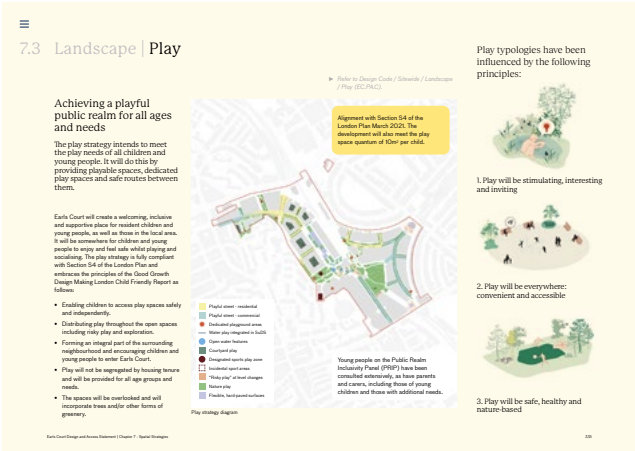 7.3 Landscape | Play
► Refer to Design Code / Sitewide / Landscape
/ Play (EC.PA.C).
Achieving a playful
public realm for all ages
and needs
The play strategy intends to meet
the play needs of all children and
young people. It will do this by
providing playable spaces, dedicated
play spaces and safe routes between
them.
Earls Court will create a welcoming, inclusive
and supportive place for resident children and
young people, as well as those in the local area.
It will be somewhere for children and young
people to enjoy and feel safe whilst playing and
socialising. The play strategy is fully compliant
with Section S4 of the London Plan and
embraces the principles of the Good Growth
Design Making London Child Friendly Report as
follows:
• Enabling children to access play spaces safely
and independently.
• Distributing play throughout the open spaces
including risky play and exploration.
• Forming an integral part of the surrounding
neighbourhood and encouraging children and
young people to enter Earls Court.
• Play will not be segregated by housing tenure
and will be provided for all age groups and
needs.
• The spaces will be overlooked and will
incorporate trees and/or other forms of
greenery.
Alignment with Section S4 of the
London Plan March 2021. The
development will also meet the play
space quantum of 10m² per child.
Playful street - residential
Playful street - commercial
Dedicated playground areas
Water play integrated in SuDS
Open water features
Courtyard play
Designated sports play zone
Incidental sport areas
"Risky play" at level changes
Nature play
Flexible, hard-paved surfaces
Young people on the Public Realm
Inclusivity Panel (PRIP) have been
consulted extensively, as have parents
and carers, including those of young
children and those with additional needs.
Play strategy diagram
Play typologies have been
influenced by the following
principles:
1. Play will be stimulating, interesting
and inviting
2. Play will be everywhere:
convenient and accessible
3. Play will be safe, healthy and
nature-based
Earls Court Design and Access Statement | Chapter 7 - Spatial Strategies